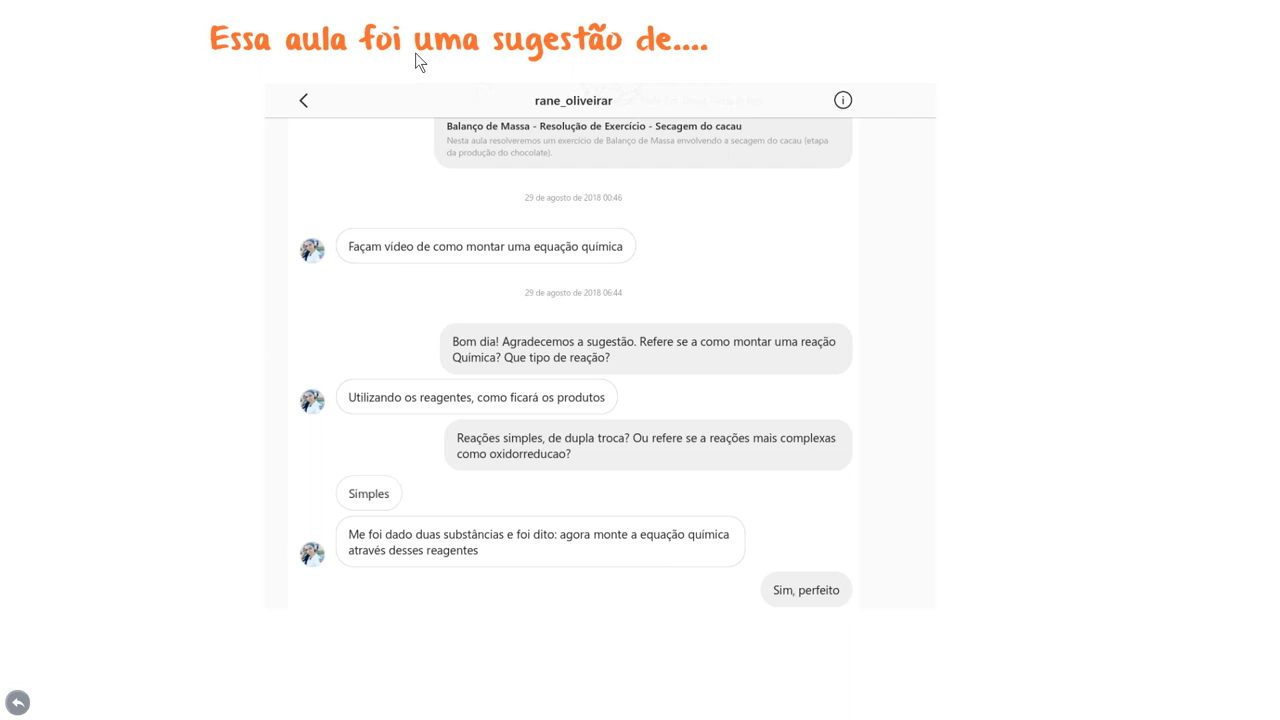 Essa aula foi uma sugestão de....
rane_oliveirar
Balanço de Massa - Resolução de Exercício - Secagem do cacau
Nesta aula resolveremos um exercício de Balanço de Massa envolvendo a secagem do cacau (etapa
da produção do chocolate).
29 de agosto de 2018 00:46
Façam vídeo de como montar uma equação química
29 de agosto de 2018 06:44
Bom dia! Agradecemos a sugestão. Refere se a como montar uma reação
Química? Que tipo de reação?
Utilizando os reagentes, como ficará os produtos
Reações simples, de dupla troca? Ou refere se a reações mais complexas
como oxidorreducao?
Simples
Me foi dado duas substâncias e foi dito: agora monte a equação química
através desses reagentes
Sim, perfeito